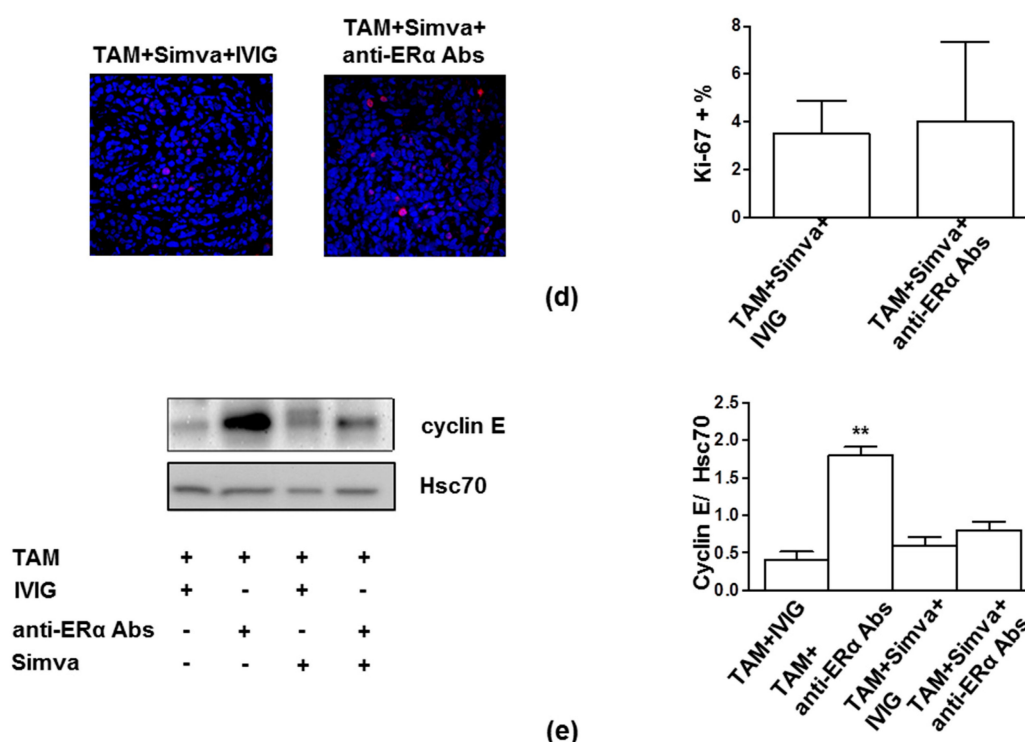 TAM+Simva+IVIG
TAM+Simva+
anti-ERα Abs
Ki-67 + %
8
6
4
2
0
TAM+Simva+
IVIG
TAM+Simva+
anti-ERα Abs
(d)
cyclin E
Hsc70
TAM + + + +
IVIG + - + -
anti-ERα Abs - + - +
Simva - - + +
Cyclin E/ Hsc70
2.5
2.0
1.5
1.0
0.5
0.0
**
TAM+IVIG
TAM+
anti-ERα Abs
TAM+Simva+
IVIG
TAM+Simva+
anti-ERα Abs
(e)